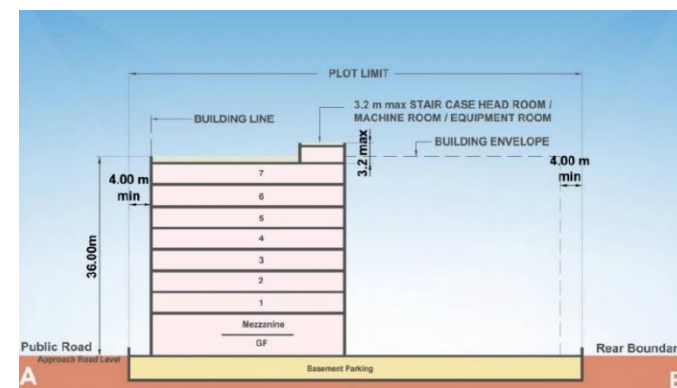 PLOT LIMIT
3.2 m max STAIR CASE HEAD ROOM /
MACHINE ROOM / EQUIPMENT ROOM
BUILDING LINE
BUILDING ENVELOPE
3.2 max
4.00 m
min
4.00 m
min
36.00m
7
6
5
4
3
2
1
Mezzanine
GF
Public Road
Approach Road Level
Rear Boundar
A
Basement Parking